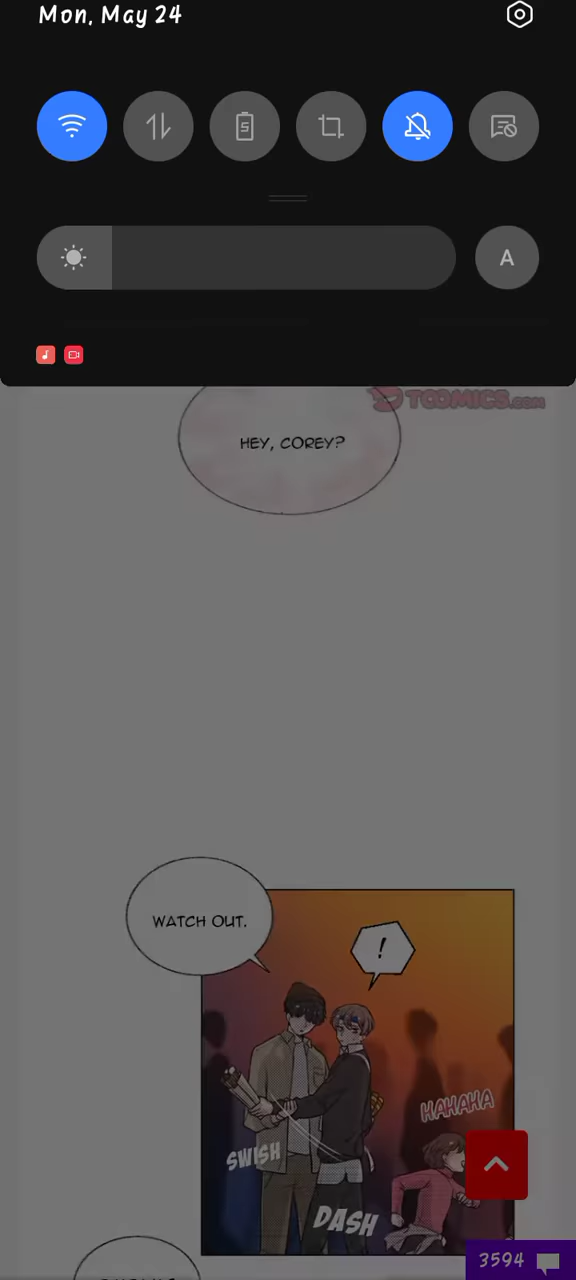 Mon, May 24
A
TOOMICS.COM
HEY, COREY?
WATCH OUT.
!
HAHAHA
SWISH
DASH
3594